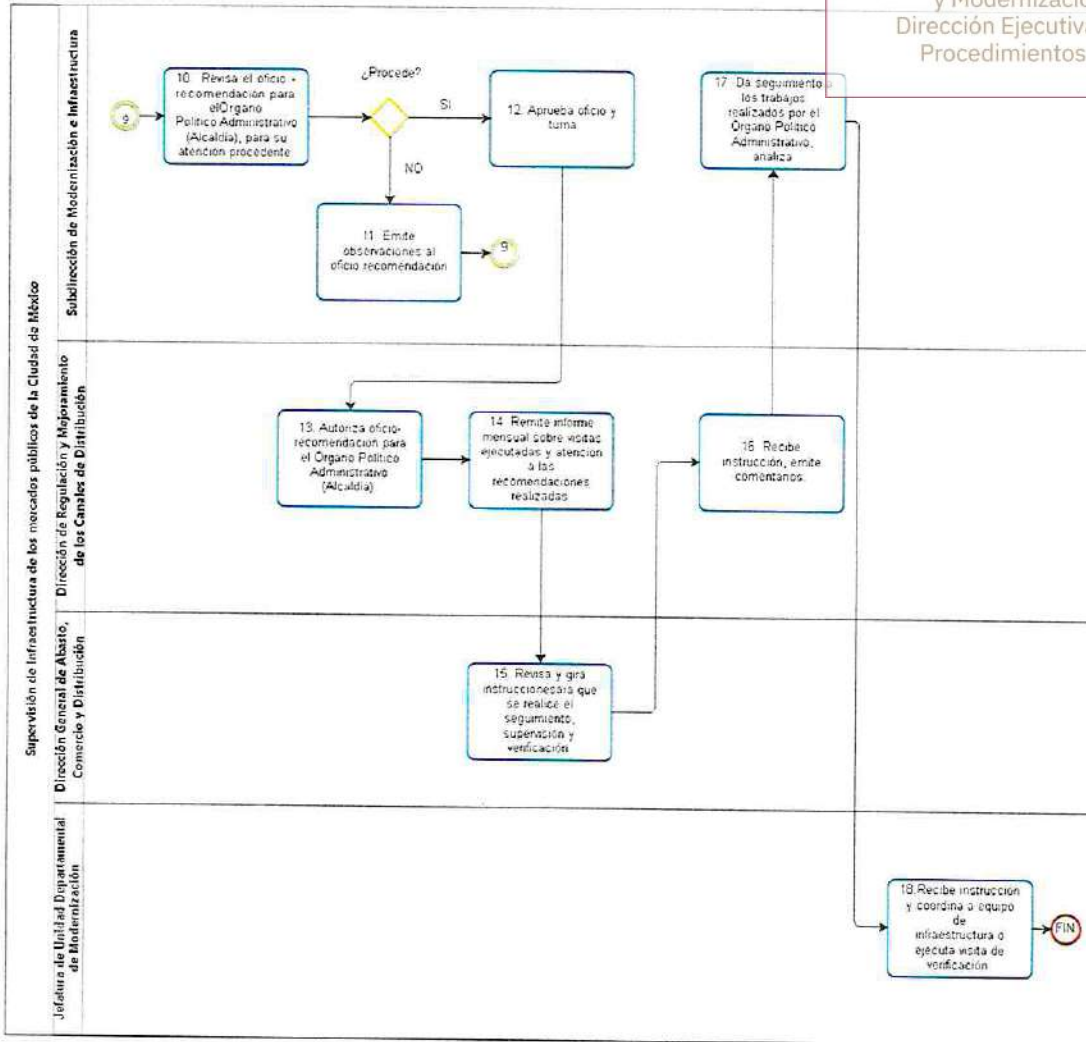 y Modernización
Dirección Ejecutiva
Procedimientos
Supervisión de Infraestructura de los mercados públicos de la Ciudad de México
Subdirección de Modernización e Infraestructura
9
10. Revisa el oficio -
recomendación para
elOrgano
Político Administrativo
(Alcaldía), para su
atención procedente
¿Procede?
SI
NO
12. Aprueba oficio y
turna
11. Emite
observaciones al
oficio recomendación
9
17. Da seguimiento a
los trabajos
realizados por el
Órgano Político
Administrativo,
analiza
Dirección de Regulación y Mejoramiento
de los Canales de Distribución
13. Autoriza oficio-
recomendación para
el Órgano Político
Administrativo
(Alcaldía)
14. Remite informe
mensual sobre visitas
ejecutadas y atención
a las
recomendaciones
realizadas
16. Recibe
instrucción, emite
comentarios.
Dirección General de Abasto,
Comercio y Distribución
15. Revisa y gira
instruccionesara que
se realice el
seguimiento,
supervisión y
verificación
Jefatura de Unidad Departamental
de Modernización
18.Recibe instrucción
y coordina a equipo
de
infraestructura o
ejecuta visita de
verificación
FIN